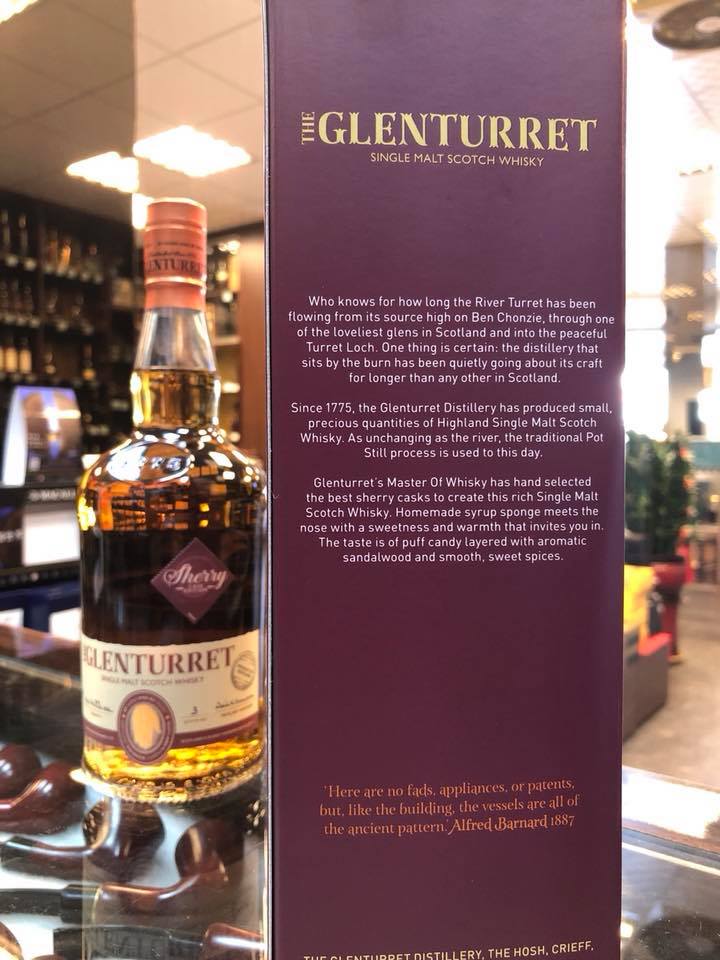 THE GLENTURRET
SINGLE MALT SCOTCH WHISKY
Who knows for how long the River Turret has been
flowing from its source high on Ben Chonzie, through one
of the loveliest glens in Scotland and into the peaceful
Turret Loch. One thing is certain: the distillery that
sits by the burn has been quietly going about its craft
for longer than any other in Scotland.
Since 1775, the Glenturret Distillery has produced small,
precious quantities of Highland Single Malt Scotch
Whisky. As unchanging as the river, the traditional Pot
Still process is used to this day.
Glenturret's Master Of Whisky has hand selected
the best sherry casks to create this rich Single Malt
Scotch Whisky. Homemade syrup sponge meets the
nose with a sweetness and warmth that invites you in.
The taste is of puff candy layered with aromatic
sandalwood and smooth, sweet spices.
'Here are no fads, appliances, or patents,
but, like the building, the vessels are all of
the ancient pattern.' Alfred Barnard 1887
THE GLENTURRET DISTILLERY, THE HOSH, CRIEFF,
Sherry
GLENTURRET
SINGLE MALT SCOTCH WHISKY
3